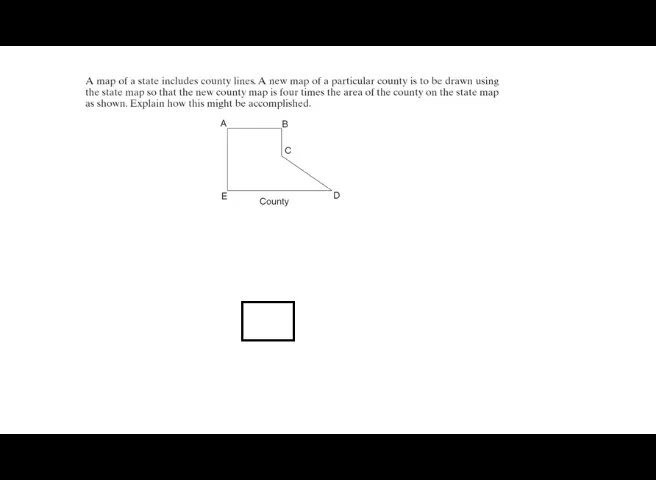 A map of a state includes county lines. A new map of a particular county is to be drawn using
the state map so that the new county map is four times the area of the county on the state map
as shown. Explain how this might be accomplished.
A B
C
E D
County